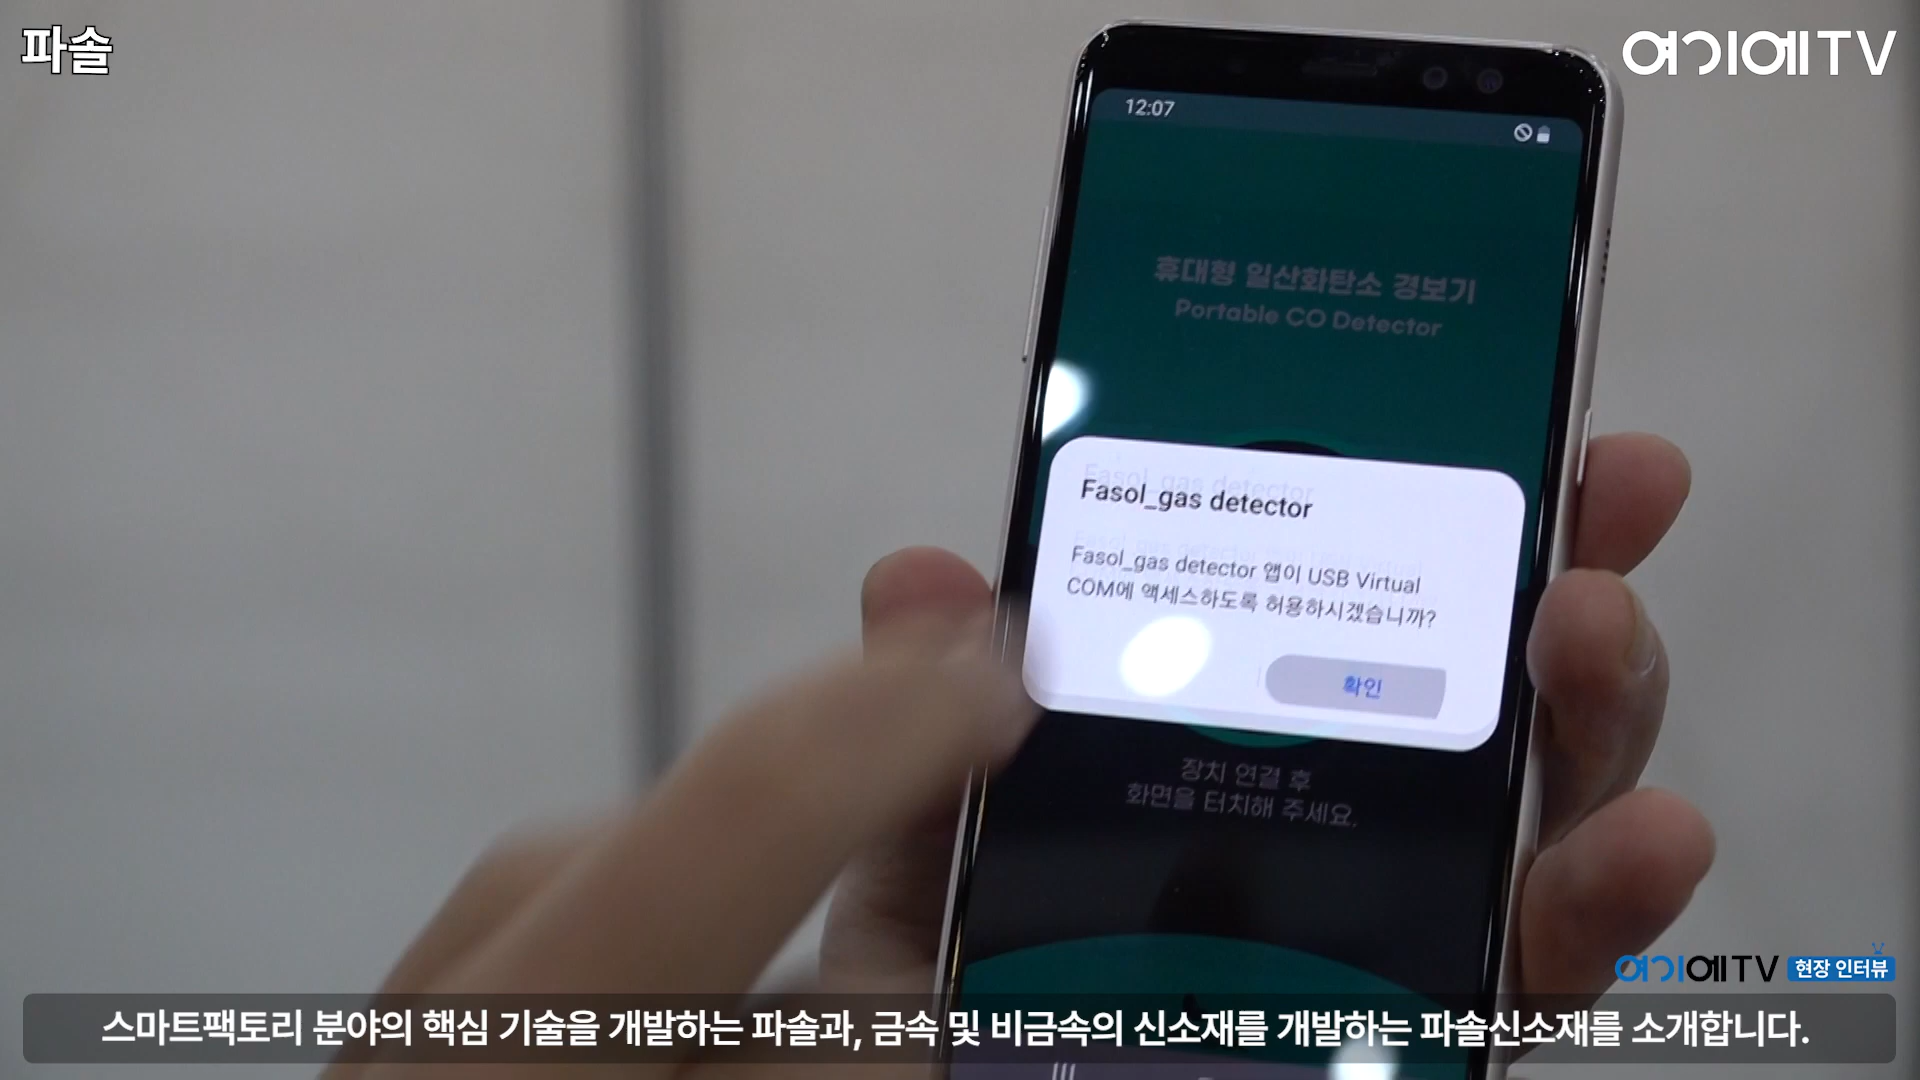 파솔
여기에TV
12:07
휴대형 일산화탄소 경보기
Portable CO Detector
Fasol_gas detector
Fasol_gas detector 앱이 USB Virtual
COM에 액세스하도록 허용하시겠습니까?
확인
장치 연결 후
화면을 터치해 주세요.
여기에TV 현장 인터뷰
스마트팩토리 분야의 핵심 기술을 개발하는 파솔과, 금속 및 비금속의 신소재를 개발하는 파솔신소재를 소개합니다.